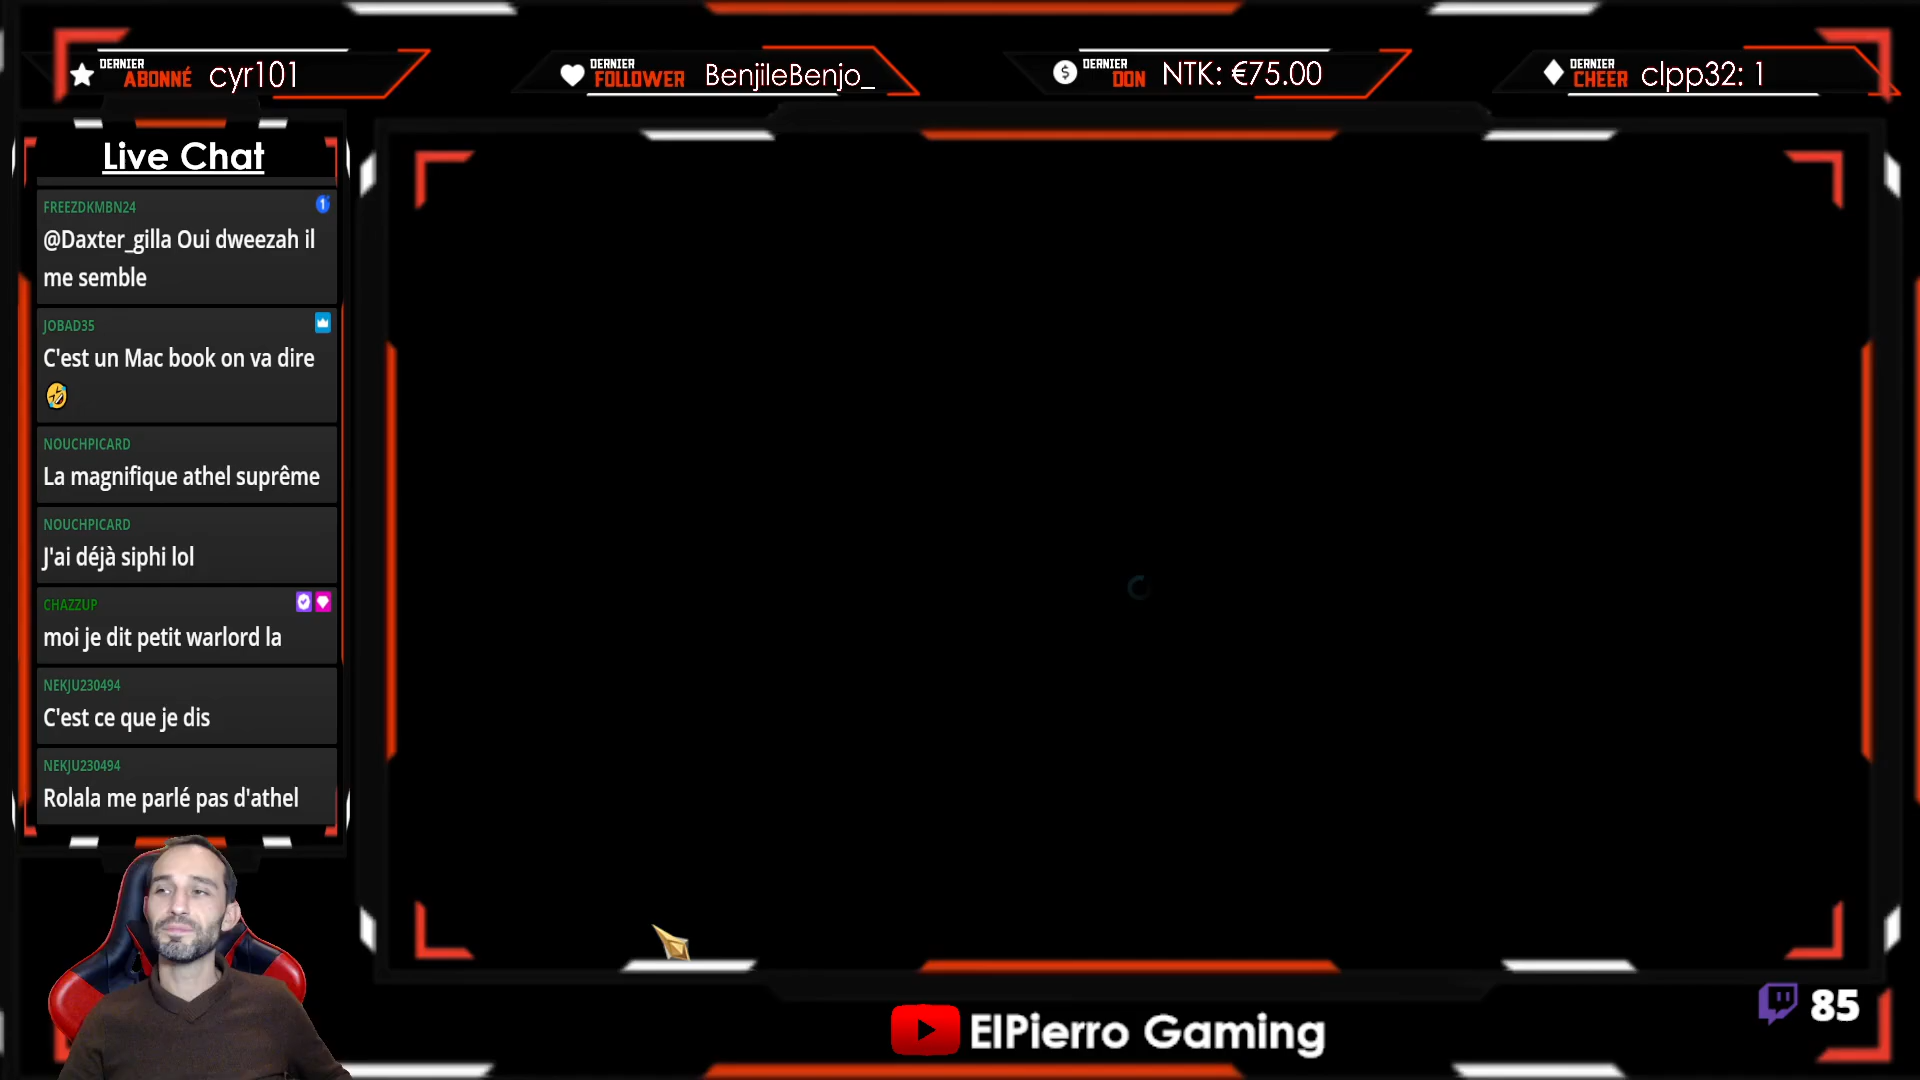 DERNIER
ABONNÉ cyr101
DERNIER
FOLLOWER BenjileBenjo_
DERNIER
DON NTK: €75.00
DERNIER
CHEER clpp32: 1
Live Chat
FREEZDKMBN24
@Daxter_gilla Oui dweezah il
me semble
JOBAD35
C'est un Mac book on va dire
🤣
NOUCHPICARD
La magnifique athel suprême
NOUCHPICARD
J'ai déjà siphi lol
CHAZZUP
moi je dit petit warlord la
NEKJU230494
C'est ce que je dis
NEKJU230494
Rolala me parlé pas d'athel
ElPierro Gaming
85